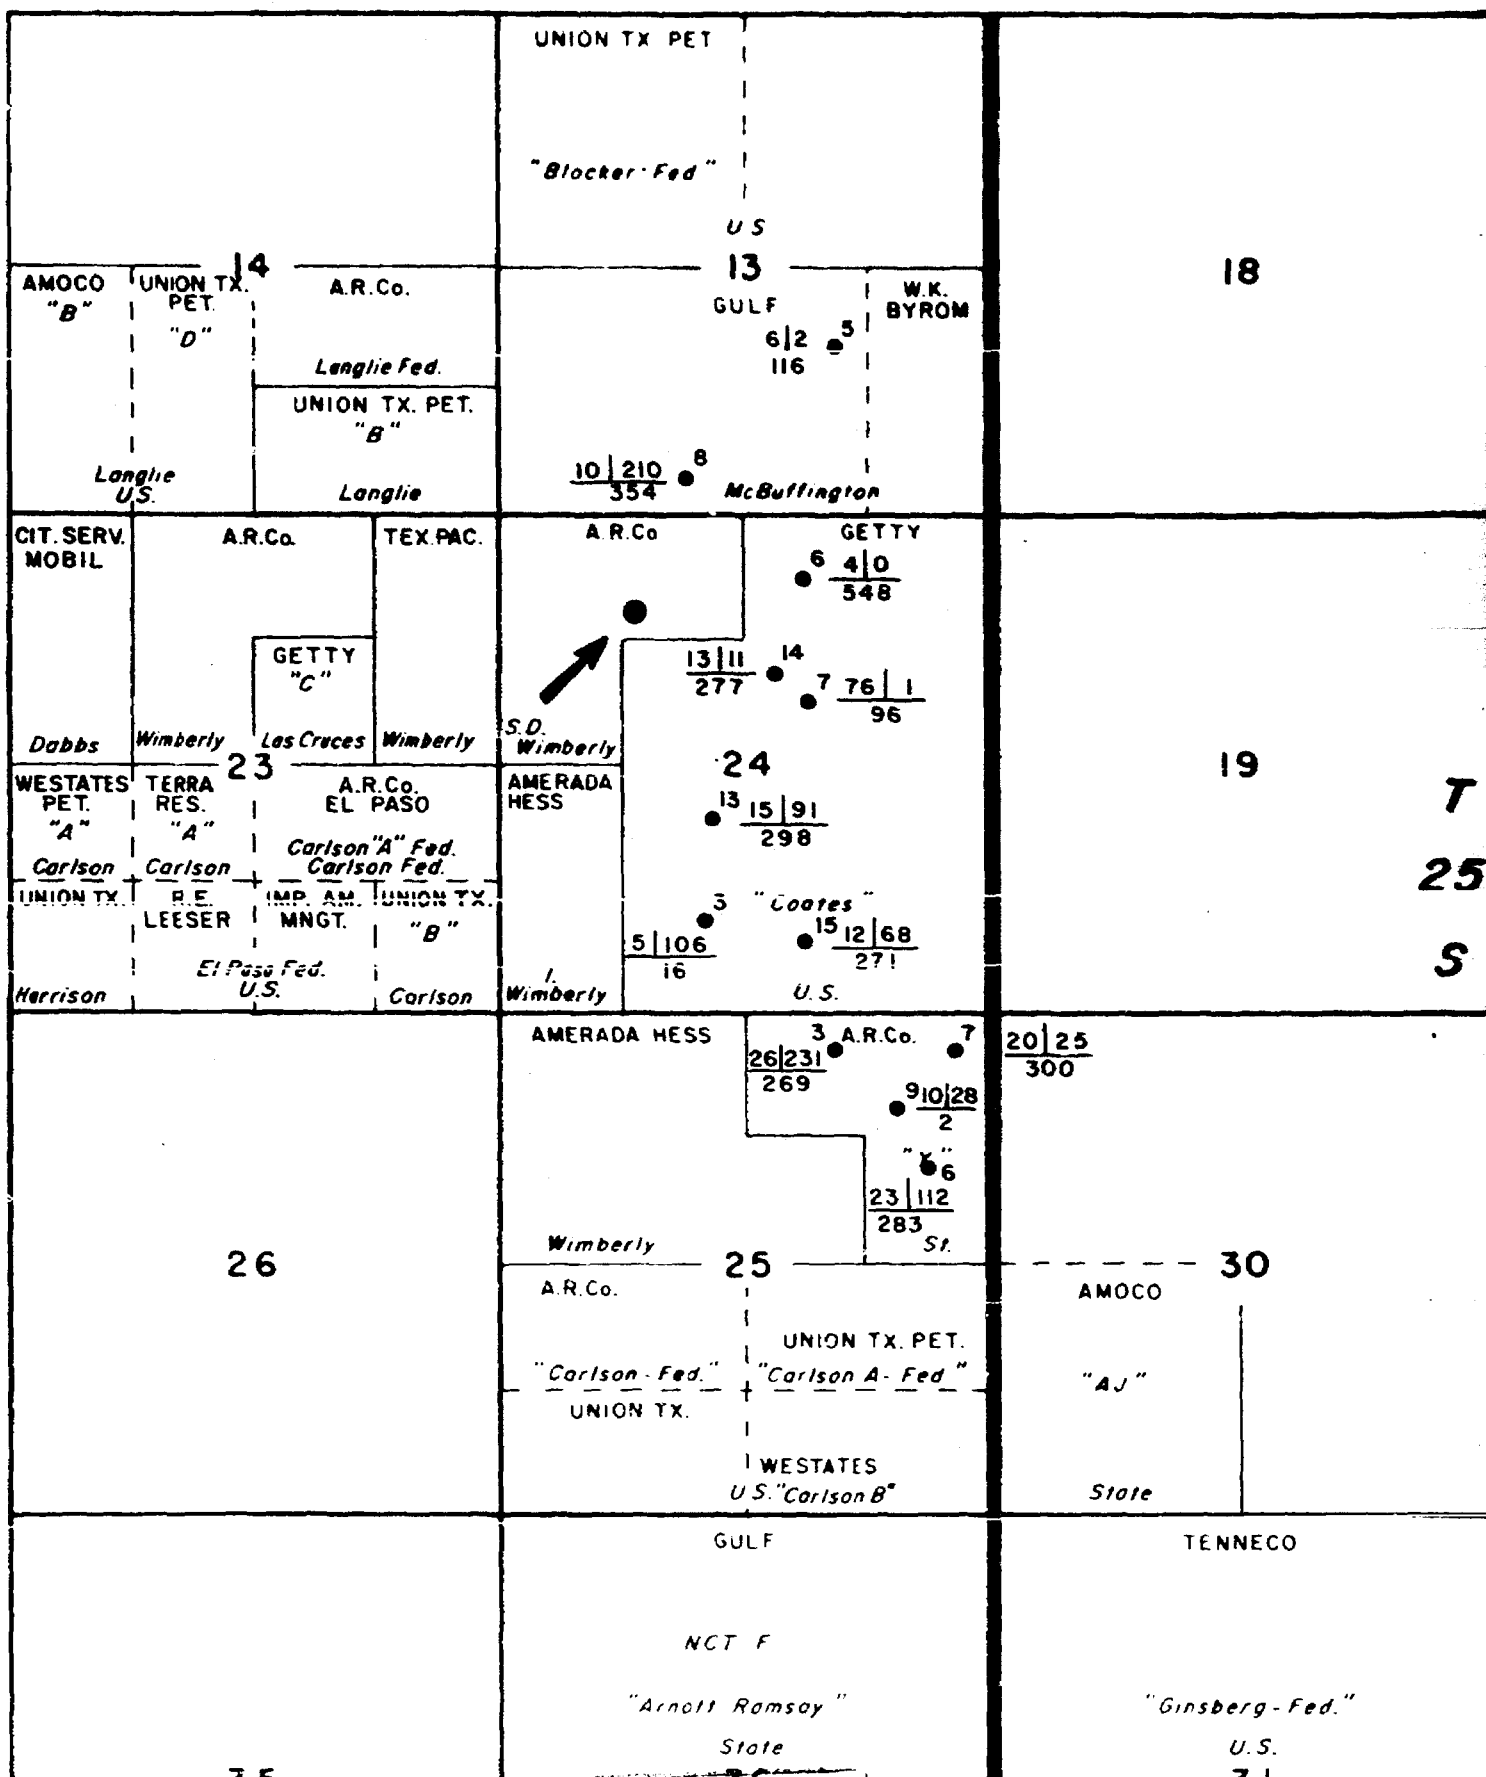 UNION TX PET
"Blocker-Fed"
U S
14
13
18
AMOCO
"B"
UNION TX.
PET.
"D"
A.R.Co.
Langlie Fed.
UNION TX. PET.
"B"
Langlie
U.S.
Langlie
GULF
W.K.
BYROM
6|2
116
5
10|210
354
8
McBuffington
CIT. SERV.
MOBIL
Dabbs
A.R.Co.
Wimberly
GETTY
"C"
Las Cruces
TEX.PAC.
Wimberly
23
A.R.Co
S.D.
Wimberly
GETTY
6
4|0
548
13|11
277
14
7
76|1
96
24
19
WESTATES
PET.
"A"
Carlson
TERRA
RES.
"A"
Carlson
A.R.Co.
EL PASO
Carlson "A" Fed.
Carlson Fed.
AMERADA
HESS
13
15|91
298
T
25
S
UNION TX.
Harrison
R.E.
LEESER
IMP. AM.
MNGT.
El Paso Fed.
U.S.
UNION TX.
"B"
Carlson
I.
Wimberly
3
5|106
16
"Coates"
15
12|68
271
U.S.
AMERADA HESS
3
A.R.Co.
7
26|231
269
20|25
300
9
10|28
2
6
23|112
283
St.
Wimberly
26
25
30
A.R.Co.
"Carlson-Fed."
UNION TX. PET.
"Carlson A-Fed"
AMOCO
"AJ"
State
UNION TX.
WESTATES
U S. "Carlson B"
GULF
NCT F
"Arnott Ramsay"
State
TENNECO
"Ginsberg-Fed."
U.S.